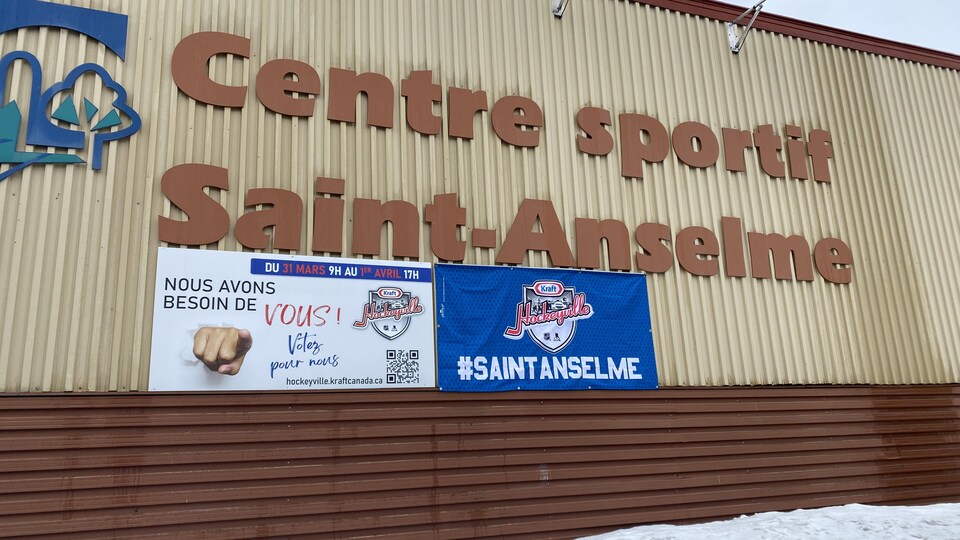 Centre sportif
Saint-Anselme
DU 31 MARS 9H AU 1ER AVRIL 17H
NOUS AVONS
BESOIN DE
VOUS !
Votez
pour nous
Kraft
Hockeyville
hockeyville.kraftcanada.ca
Kraft
Hockeyville
#SAINTANSELME